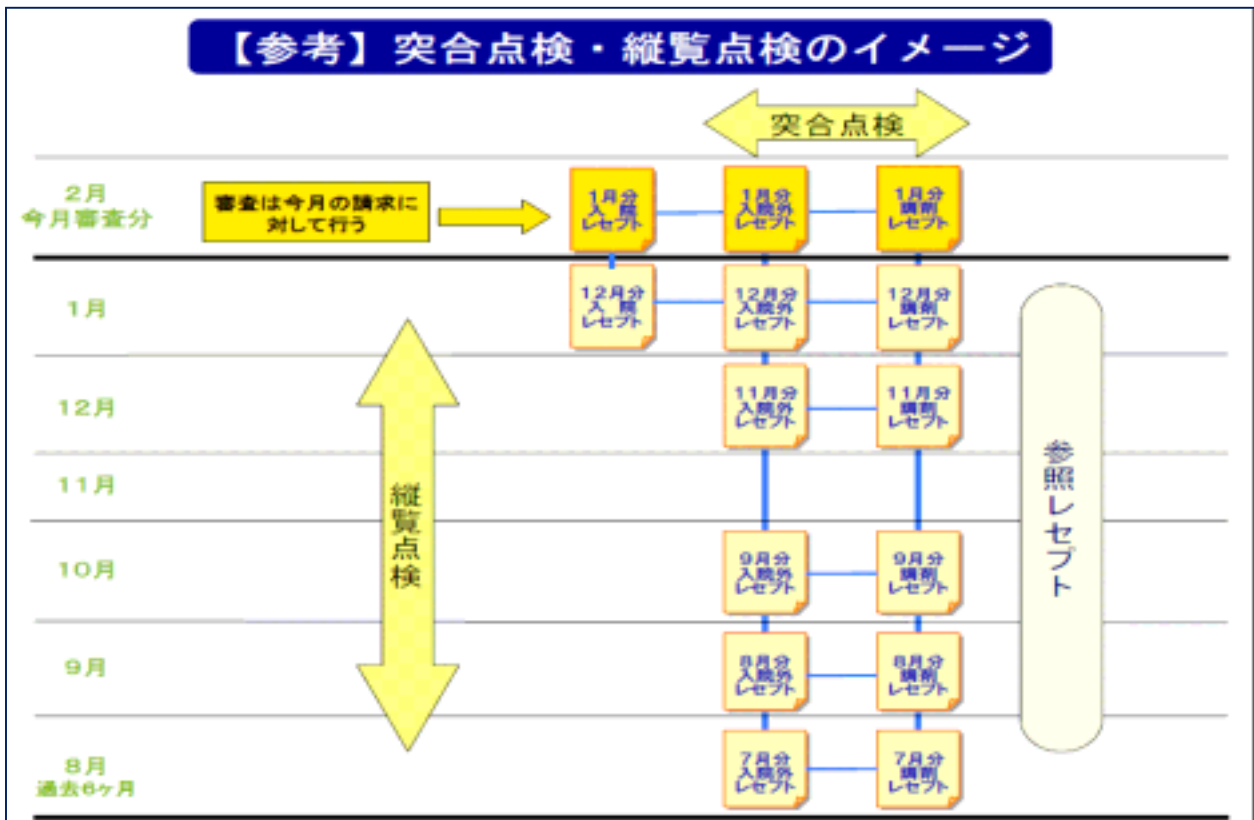 【参考】突合点検・縦覧点検のイメージ
突合点検
2月
今月審査分
審査は今月の請求に
対して行う
1月分
入院
レセプト
1月分
入院外
レセプト
1月分
調剤
レセプト
1月
12月分
入院
レセプト
12月分
入院外
レセプト
12月分
調剤
レセプト
12月
11月分
入院外
レセプト
11月分
調剤
レセプト
11月
縦覧点検
参照レセプト
10月
9月分
入院外
レセプト
9月分
調剤
レセプト
9月
8月分
入院外
レセプト
8月分
調剤
レセプト
8月
過去6ヶ月
7月分
入院外
レセプト
7月分
調剤
レセプト